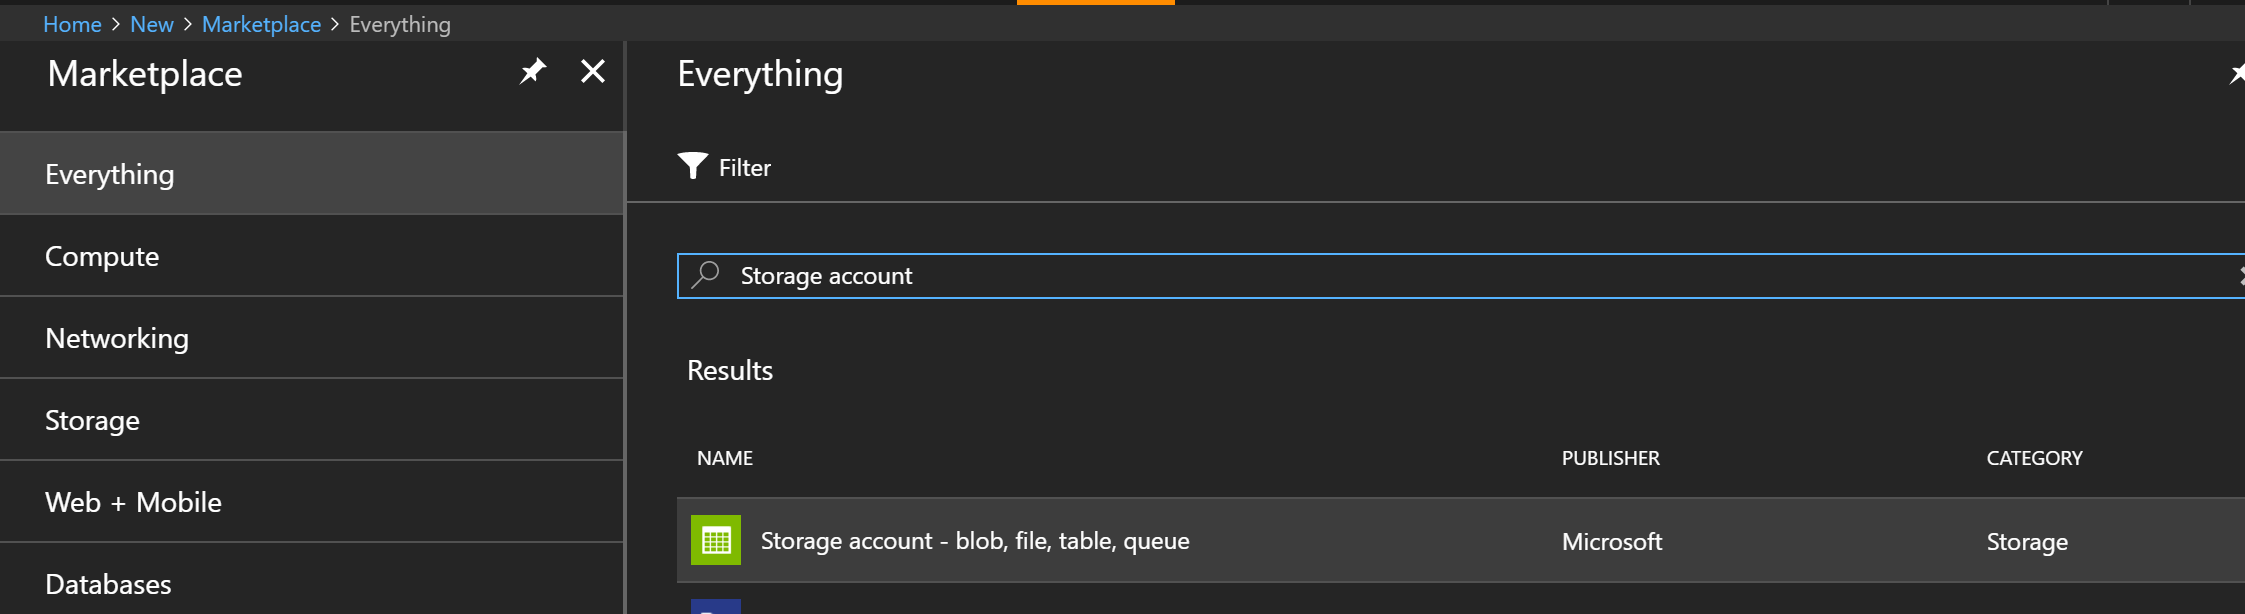 Home > New > Marketplace > Everything
Marketplace
Everything
Compute
Networking
Storage
Web + Mobile
Databases
Everything
Filter
Storage account
Results
NAME PUBLISHER CATEGORY
Storage account - blob, file, table, queue Microsoft Storage